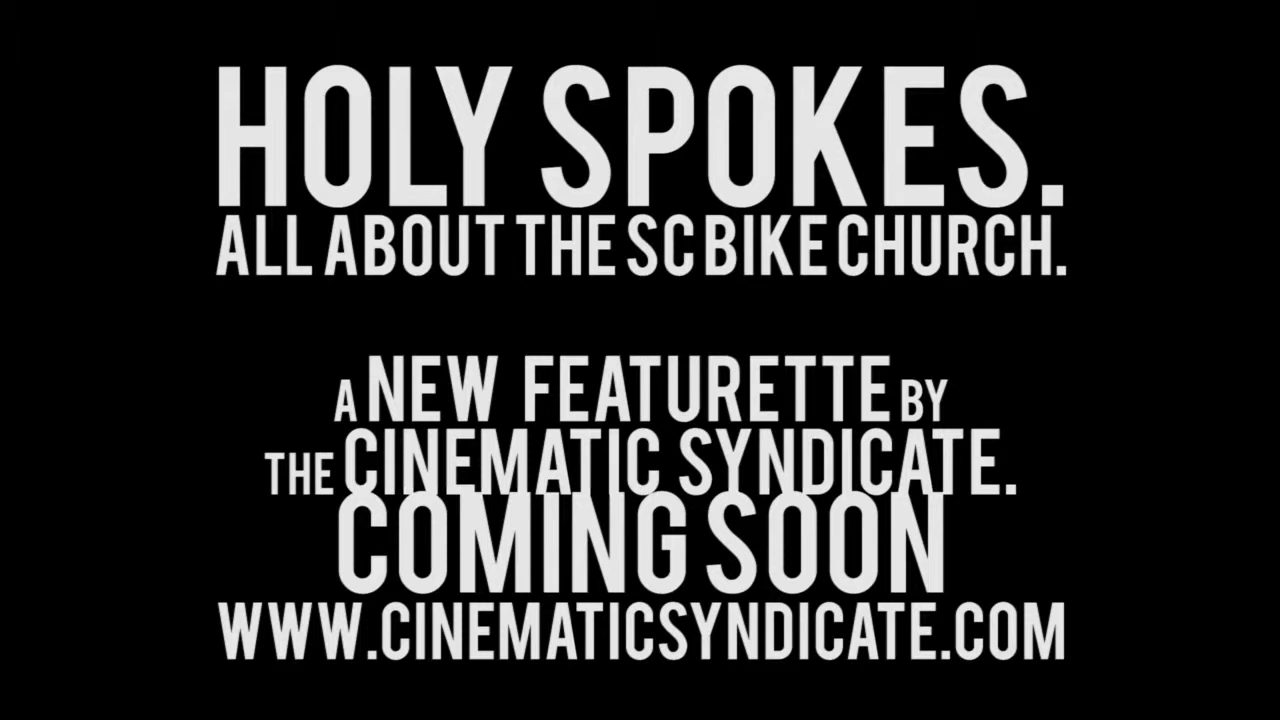 HOLY SPOKES.
ALL ABOUT THE SC BIKE CHURCH.
A NEW FEATURETTE BY
THE CINEMATIC SYNDICATE.
COMING SOON
WWW.CINEMATICSYNDICATE.COM